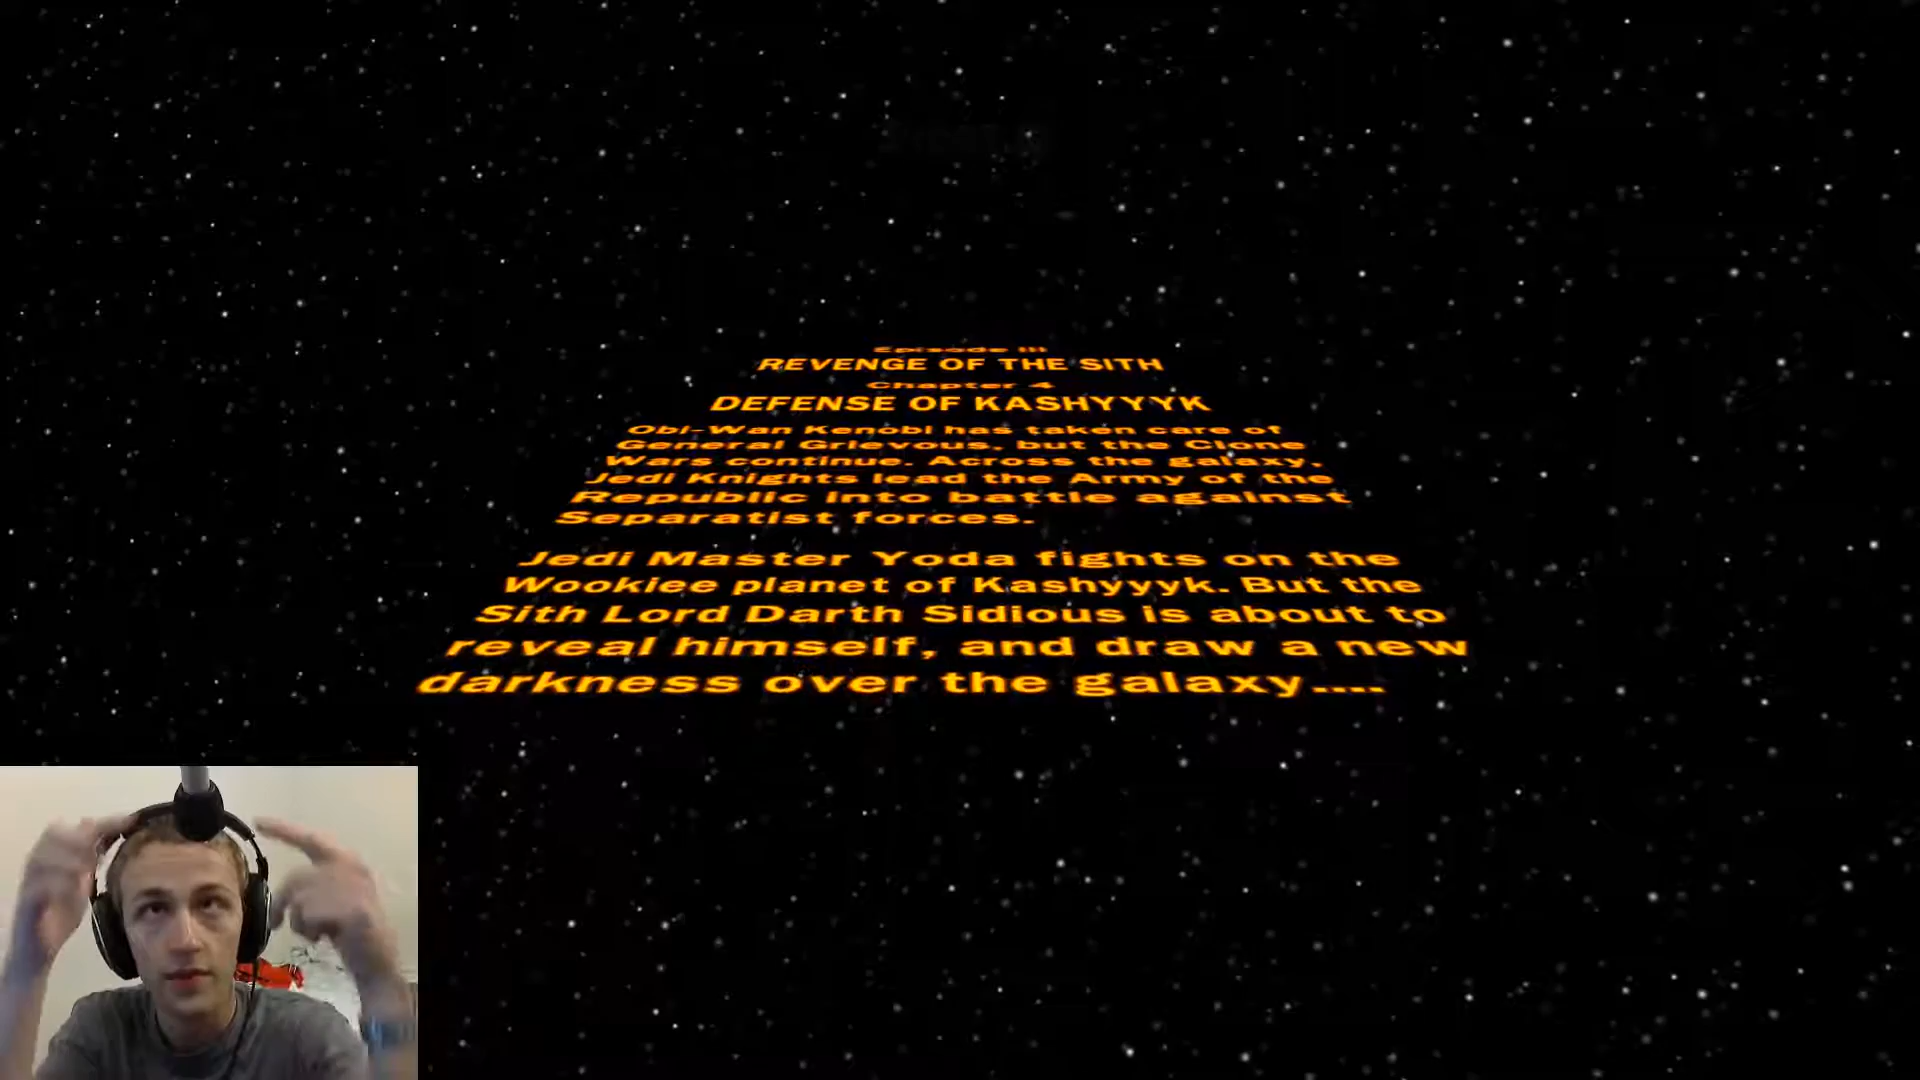 Episode III
REVENGE OF THE SITH
Chapter 4
DEFENSE OF KASHYYYK
Obi-Wan Kenobi has taken care of
General Grievous, but the Clone
Wars continue. Across the galaxy,
Jedi Knights lead the Army of the
Republic into battle against
Separatist forces.
Jedi Master Yoda fights on the
Wookiee planet of Kashyyyk. But the
Sith Lord Darth Sidious is about to
reveal himself, and draw a new
darkness over the galaxy....